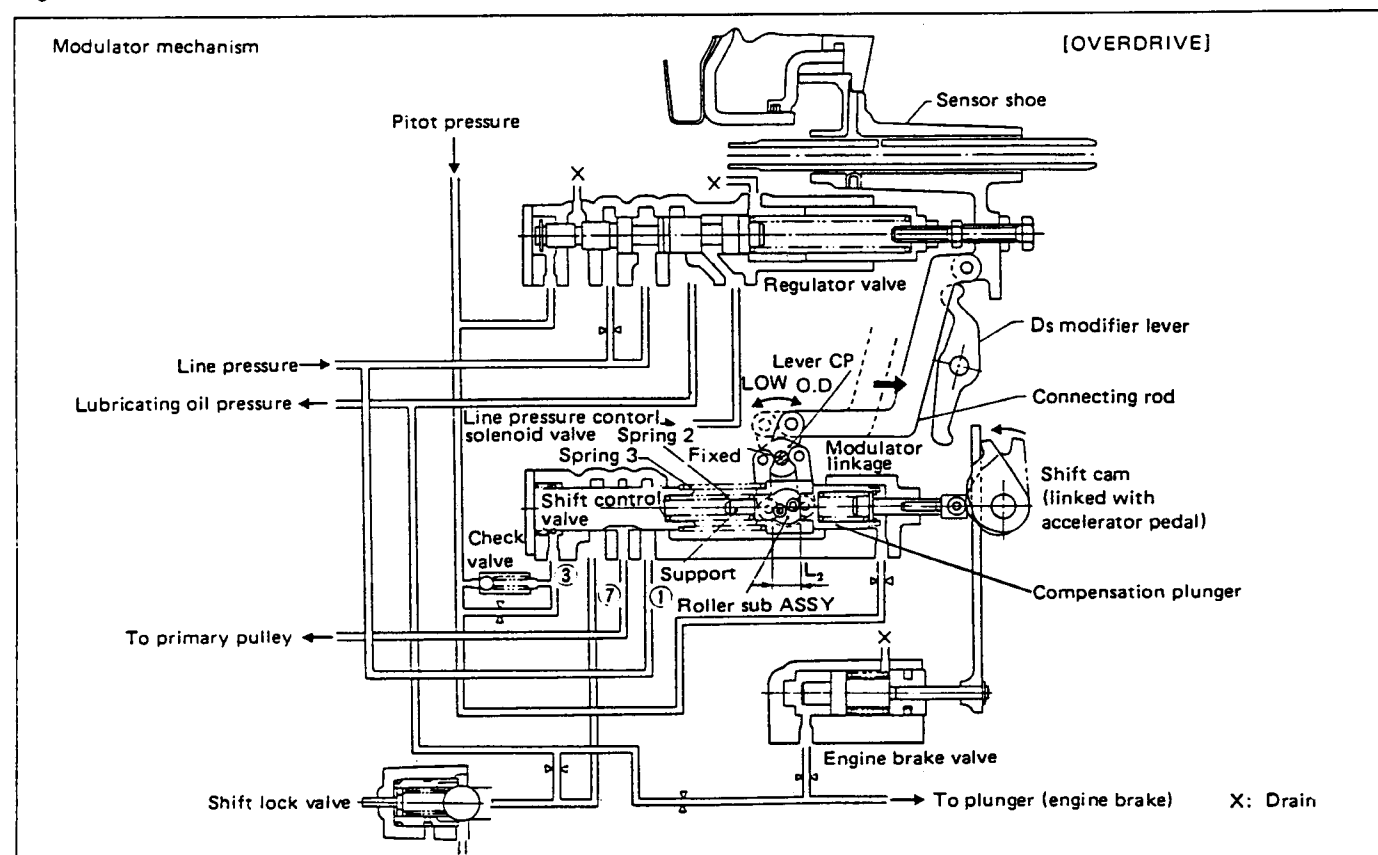 Modulator mechanism
[OVERDRIVE]
Sensor shoe
Pitot pressure
X
X
Regulator valve
Ds modifier lever
Line pressure
Lever CP
LOW O.D
Lubricating oil pressure
Connecting rod
Line pressure contorl
solenoid valve
Spring 2
Fixed
Modulator
linkage
Spring 3
Shift cam
(linked with
accelerator pedal)
Shift control
valve
Check
valve
③
⑦
①
Support
L₂
Roller sub ASSY
Compensation plunger
To primary pulley
X
Engine brake valve
Shift lock valve
To plunger (engine brake)
X: Drain